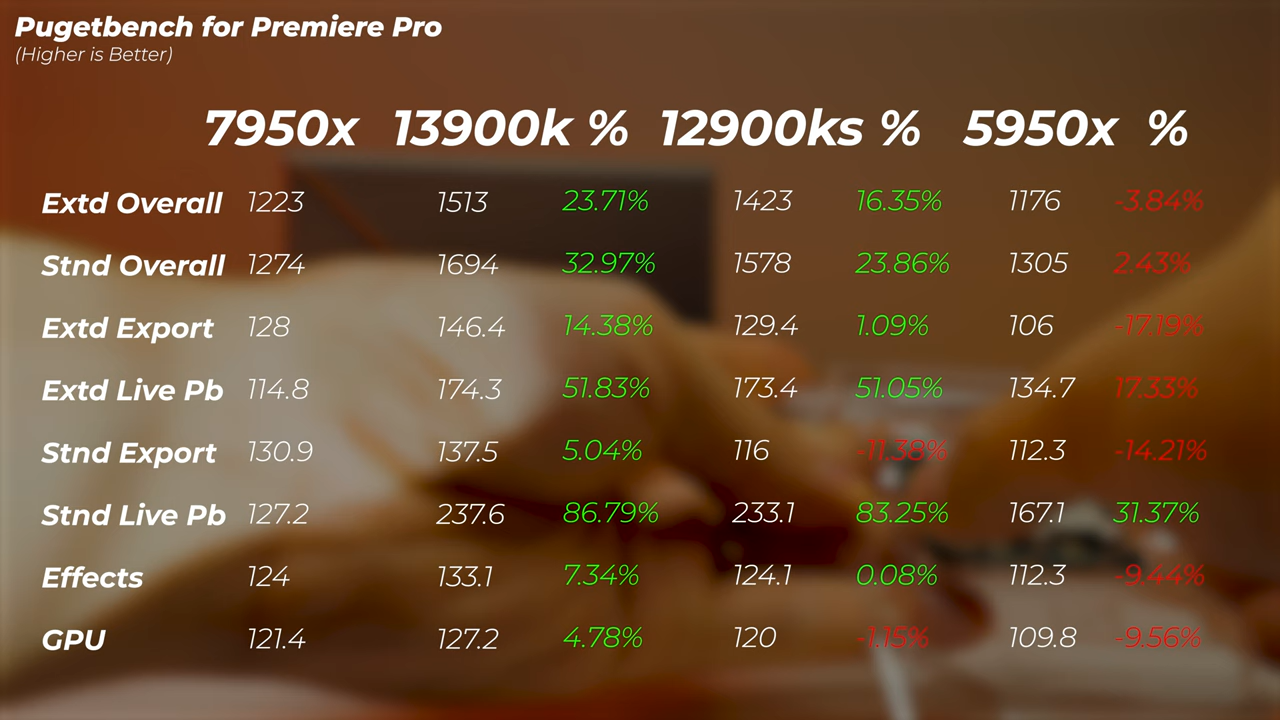 Pugetbench for Premiere Pro
(Higher is Better)
7950x 13900k % 12900ks % 5950x %
Extd Overall 1223 1513 23.71% 1423 16.35% 1176 -3.84%
Stnd Overall 1274 1694 32.97% 1578 23.86% 1305 2.43%
Extd Export 128 146.4 14.38% 129.4 1.09% 106 -17.19%
Extd Live Pb 114.8 174.3 51.83% 173.4 51.05% 134.7 17.33%
Stnd Export 130.9 137.5 5.04% 116 -11.38% 112.3 -14.21%
Stnd Live Pb 127.2 237.6 86.79% 233.1 83.25% 167.1 31.37%
Effects 124 133.1 7.34% 124.1 0.08% 112.3 -9.44%
GPU 121.4 127.2 4.78% 120 -1.15% 109.8 -9.56%